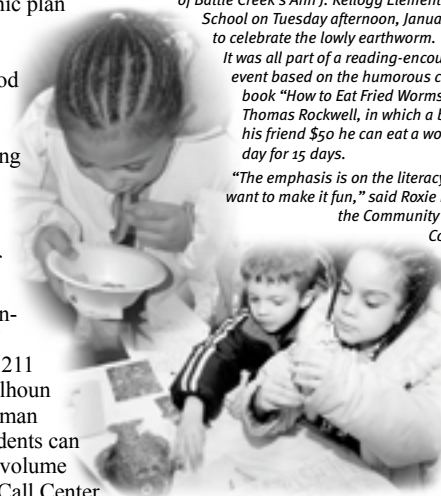 nic plan
of Battle Creek's Ann J. Kellogg Element
School on Tuesday afternoon, Janua
to celebrate the lowly earthworm.
It was all part of a reading-encou
event based on the humorous c
book "How to Eat Fried Worms
Thomas Rockwell, in which a b
his friend $50 he can eat a wo
day for 15 days.
"The emphasis is on the literacy
want to make it fun," said Roxie
the Community
Co
od
ng
n-
211
lhoun
man
dents can
volume
Call Center